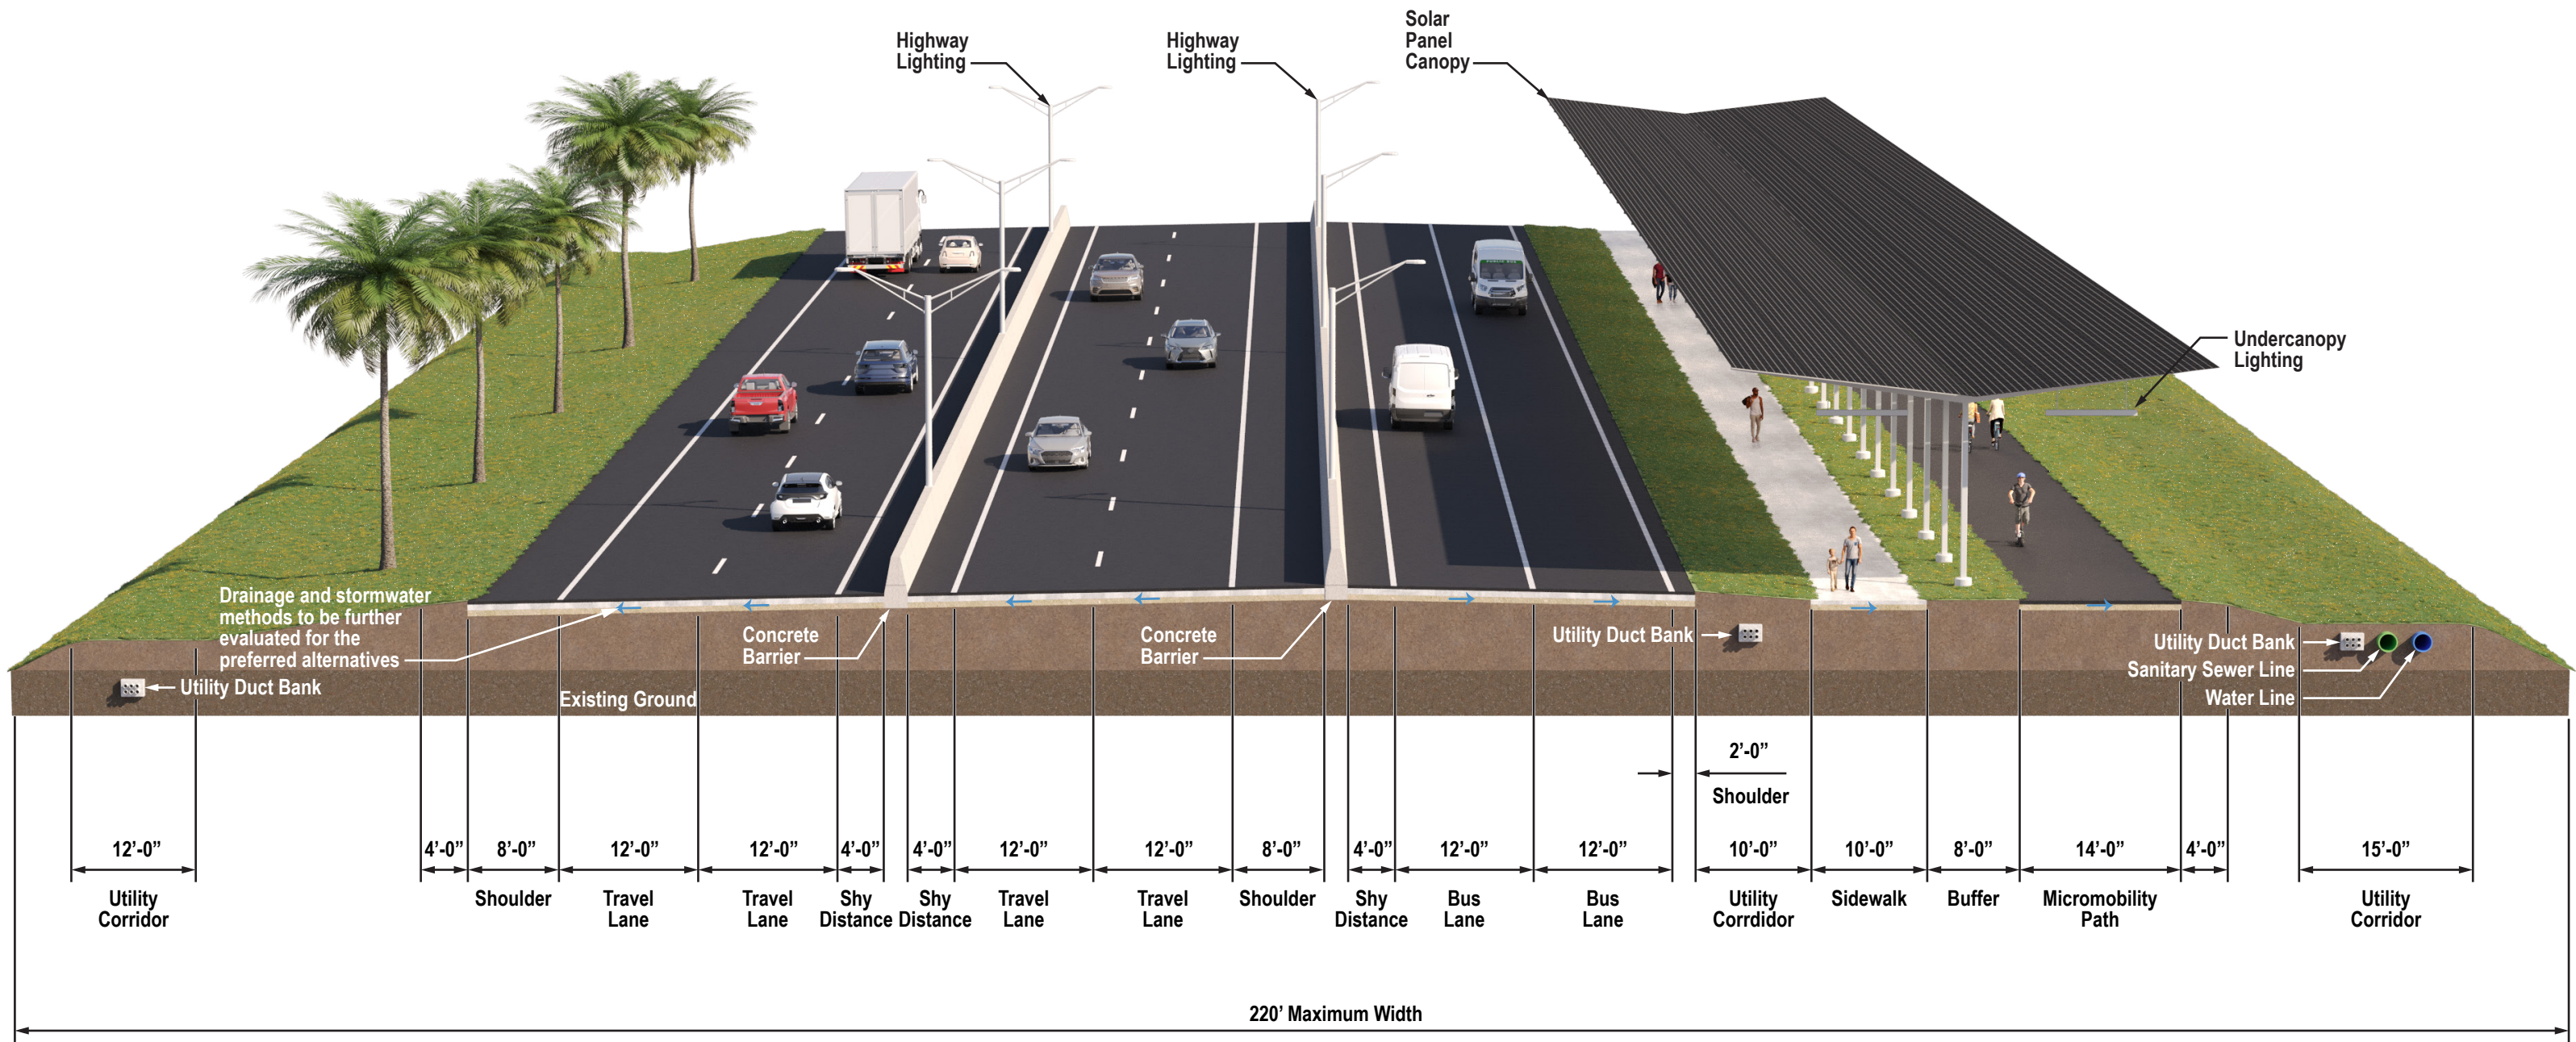 Highway
Lighting
Highway
Lighting
Solar
Panel
Canopy
Undercanopy
Lighting
Drainage and stormwater
methods to be further
evaluated for the
preferred alternatives
Concrete
Barrier
Concrete
Barrier
Utility Duct Bank
Utility Duct Bank
Sanitary Sewer Line
Water Line
Utility Duct Bank
Existing Ground
2’-0”
Shoulder
12’-0”
4’-0”
8’-0”
12’-0”
12’-0”
4’-0”
4’-0”
12’-0”
12’-0”
8’-0”
4’-0”
12’-0”
12’-0”
10’-0”
10’-0”
8’-0”
14’-0”
4’-0”
15’-0”
Utility
Corridor
Shoulder
Travel
Lane
Travel
Lane
Shy
Distance
Shy
Distance
Travel
Lane
Travel
Lane
Shoulder
Shy
Distance
Bus
Lane
Bus
Lane
Utility
Corrdidor
Sidewalk
Buffer
Micromobility
Path
Utility
Corridor
220’ Maximum Width